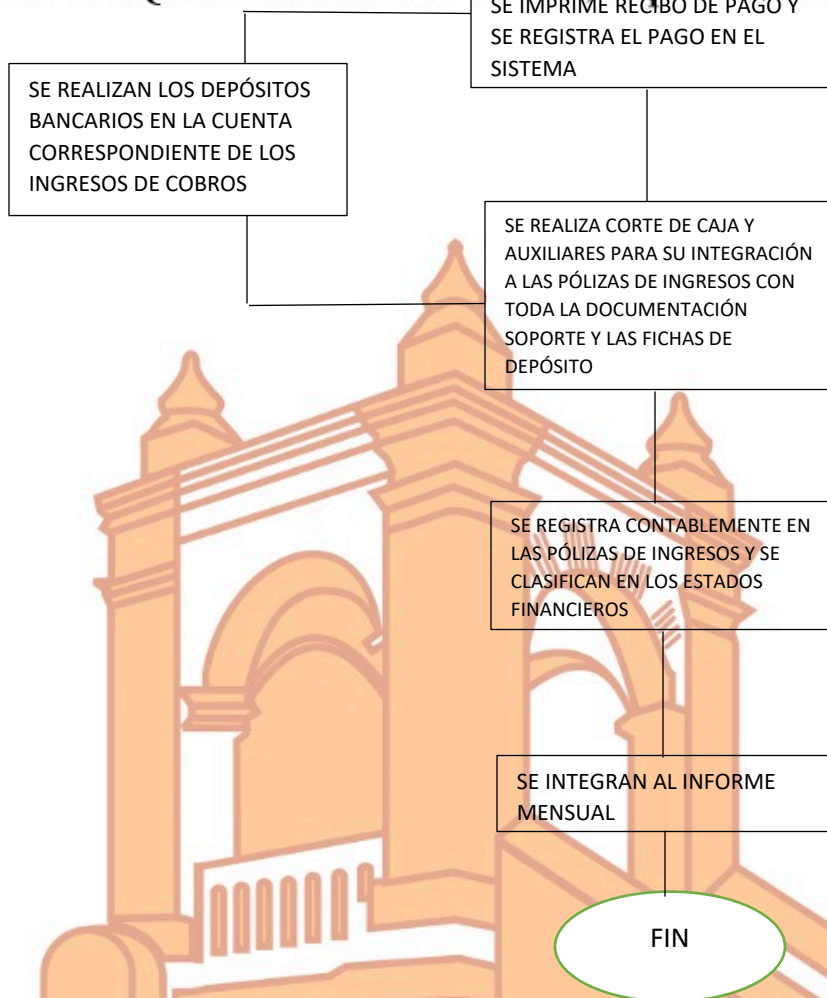 SE IMPRIME RECIBO DE PAGO Y
SE REGISTRA EL PAGO EN EL
SISTEMA
SE REALIZAN LOS DEPÓSITOS
BANCARIOS EN LA CUENTA
CORRESPONDIENTE DE LOS
INGRESOS DE COBROS
SE REALIZA CORTE DE CAJA Y
AUXILIARES PARA SU INTEGRACIÓN
A LAS PÓLIZAS DE INGRESOS CON
TODA LA DOCUMENTACIÓN
SOPORTE Y LAS FICHAS DE
DEPÓSITO
SE REGISTRA CONTABLEMENTE EN
LAS PÓLIZAS DE INGRESOS Y SE
CLASIFICAN EN LOS ESTADOS
FINANCIEROS
SE INTEGRAN AL INFORME
MENSUAL
FIN